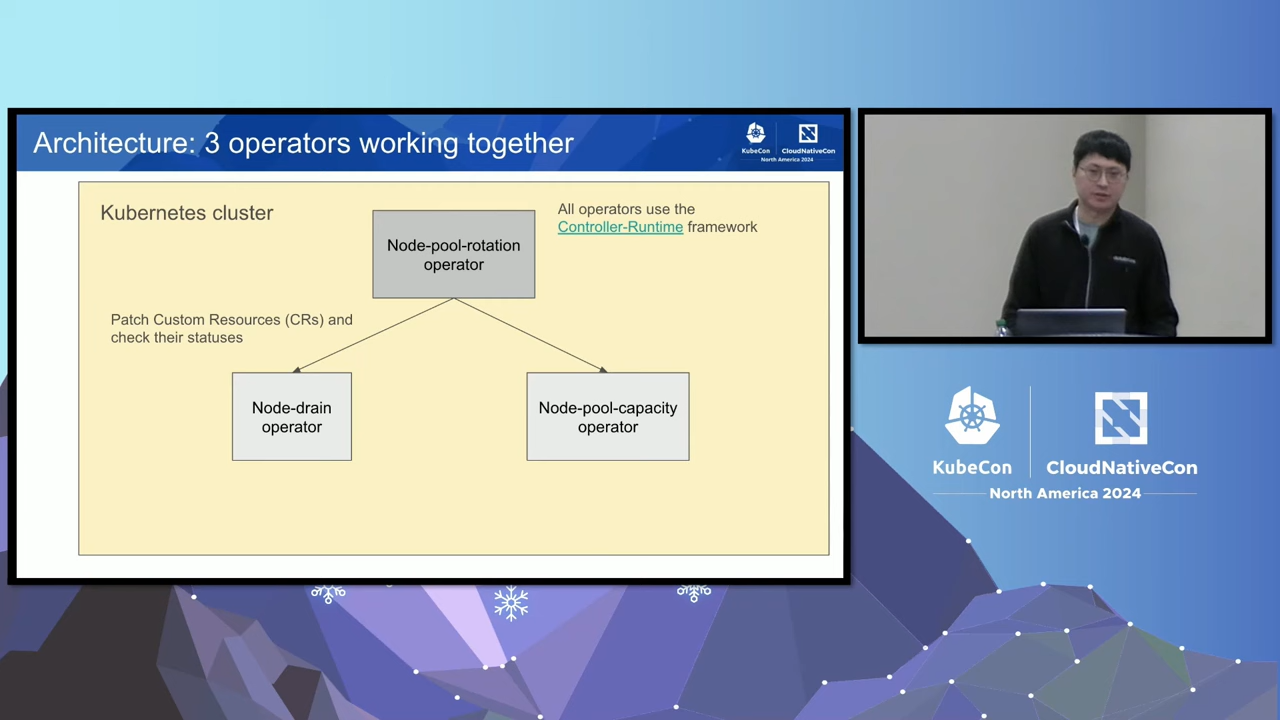 Architecture: 3 operators working together
KubeCon
CloudNativeCon
North America 2024
Kubernetes cluster
Node-pool-rotation
operator
All operators use the
Controller-Runtime framework
Patch Custom Resources (CRs) and
check their statuses
Node-drain
operator
Node-pool-capacity
operator
KubeCon
CloudNativeCon
North America 2024